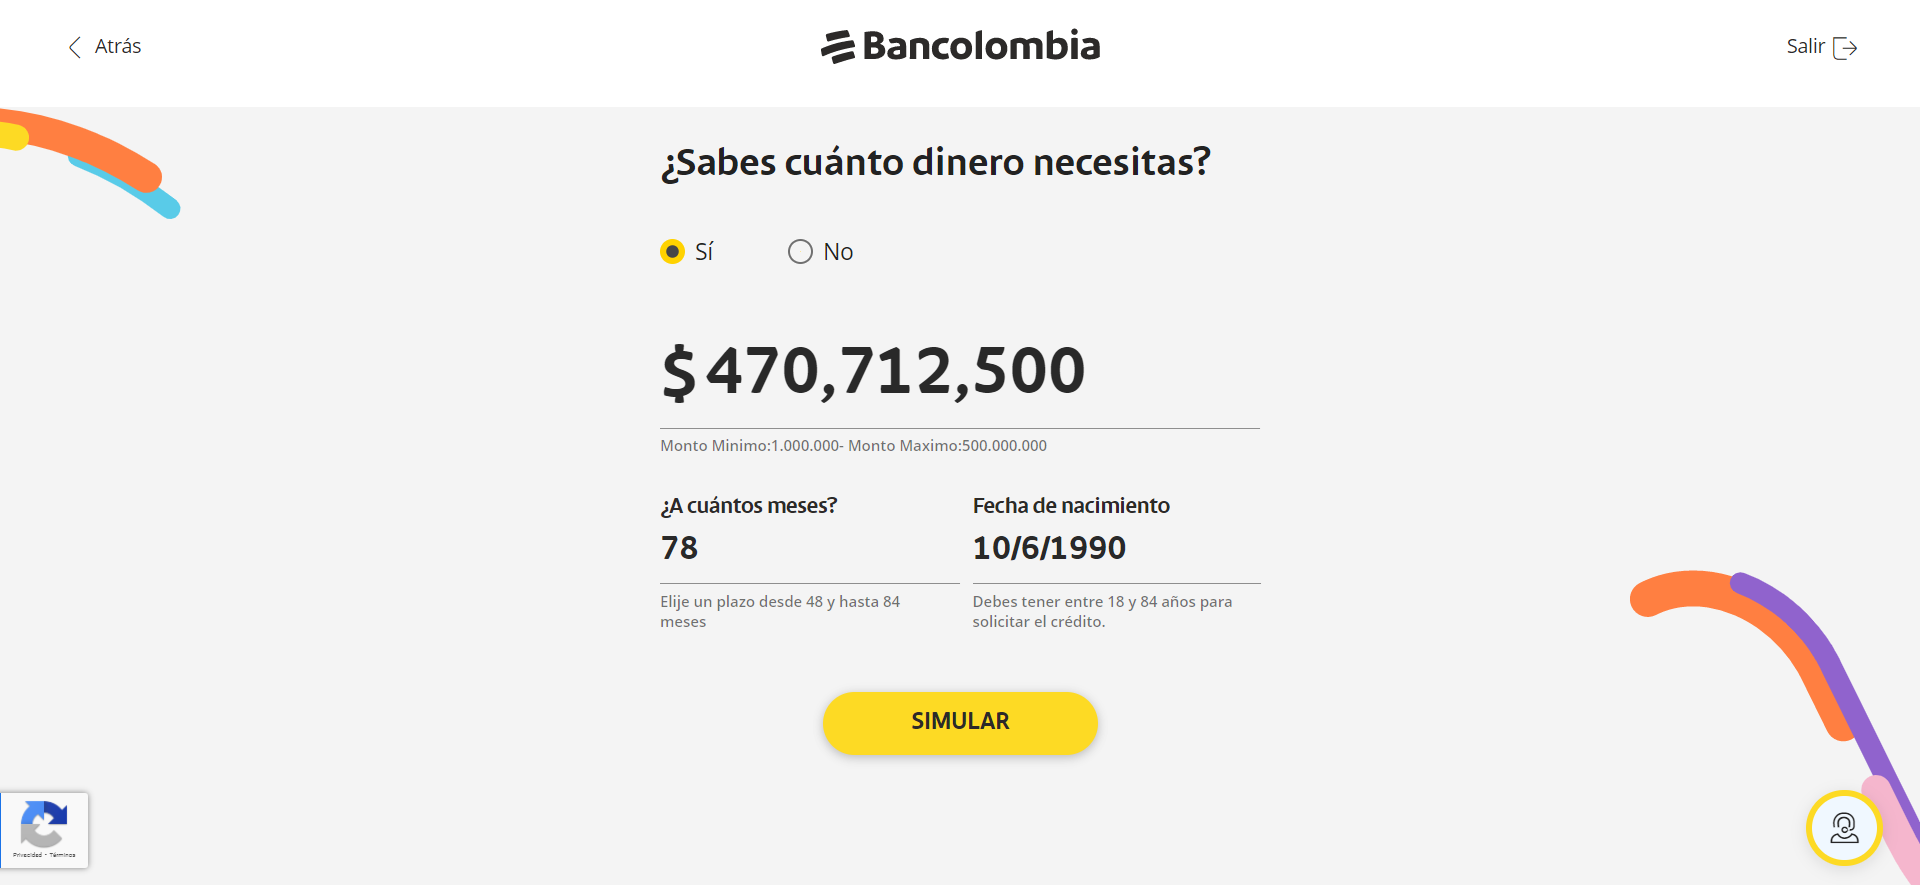 Atrás
Bancolombia
Salir
¿Sabes cuánto dinero necesitas?
Sí
No
$ 470,712,500
Monto Minimo:1.000.000- Monto Maximo:500.000.000
¿A cuántos meses?
78
Elije un plazo desde 48 y hasta 84
meses
Fecha de nacimiento
10/6/1990
Debes tener entre 18 y 84 años para
solicitar el crédito.
SIMULAR
Privacidad - Términos